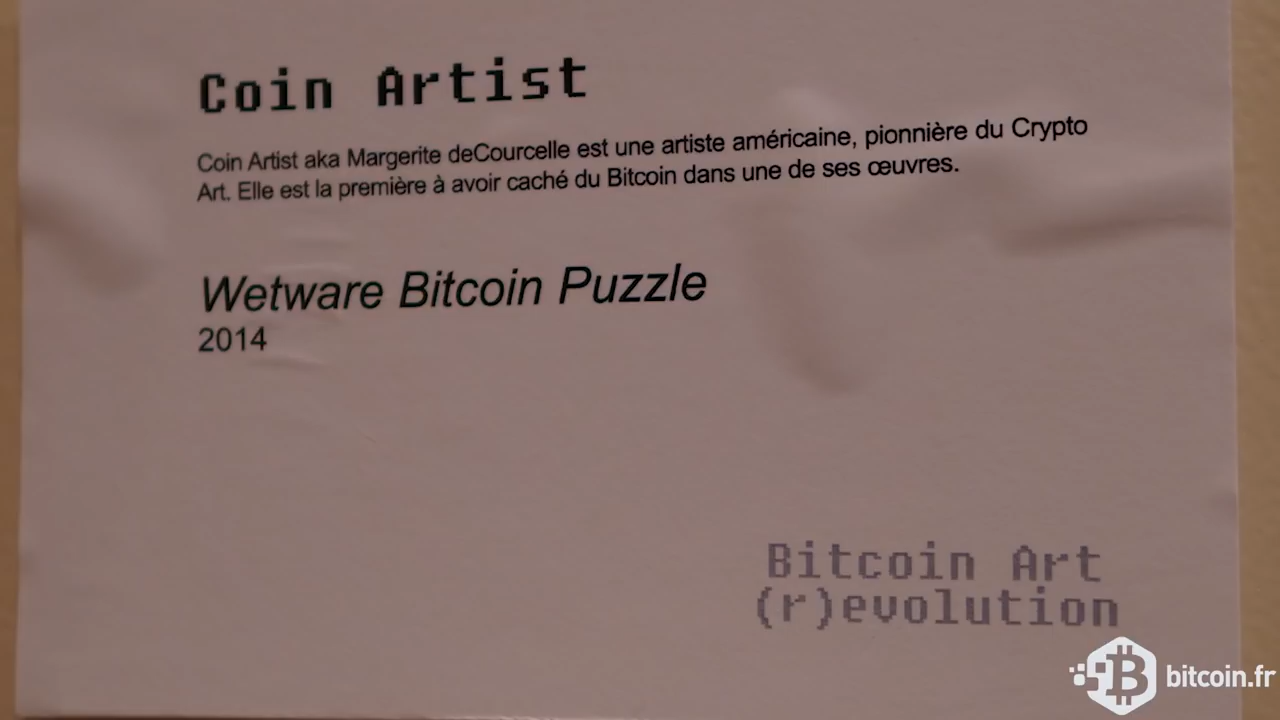 Coin Artist
Coin Artist aka Margerite deCourcelle est une artiste américaine, pionnière du Crypto
Art. Elle est la première à avoir caché du Bitcoin dans une de ses œuvres.
Wetware Bitcoin Puzzle
2014
Bitcoin Art
(r)evolution
bitcoin.fr